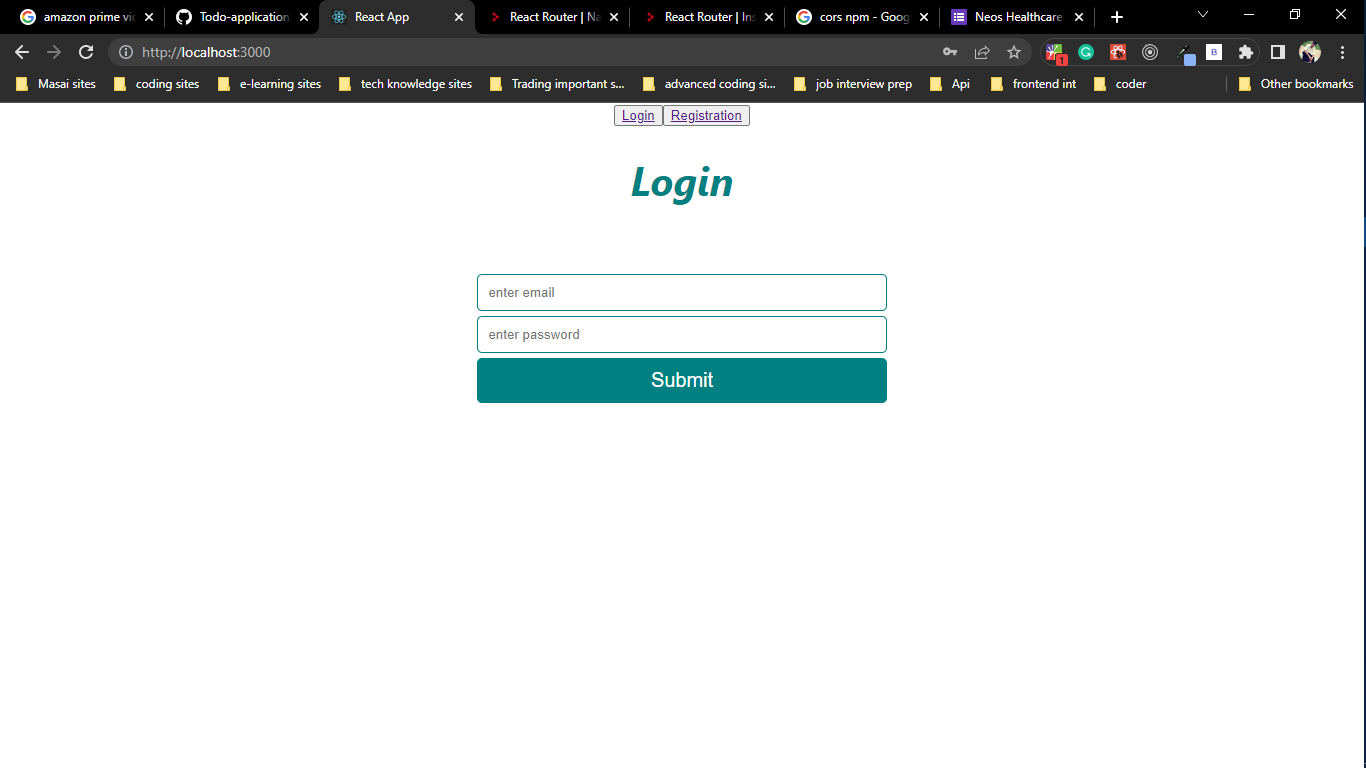 amazon prime vi
Todo-application
React App
React Router | Na
React Router | Ins
cors npm - Goog
Neos Healthcare
http://localhost:3000
1
B
Masai sites
coding sites
e-learning sites
tech knowledge sites
Trading important s...
advanced coding si...
job interview prep
Api
frontend int
coder
Other bookmarks
Login
Registration
Login
enter email
enter password
Submit